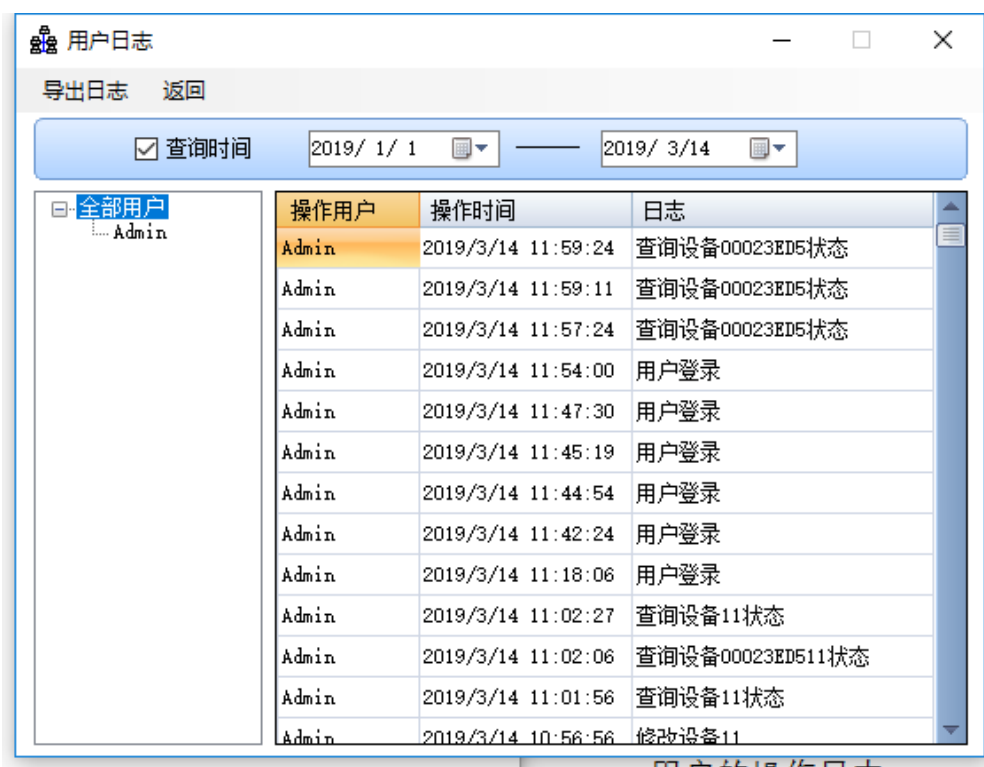 用户日志
导出日志 返回
查询时间 2019/ 1/ 1 2019/ 3/14
全部用户
Admin
操作用户 操作时间 日志
Admin 2019/3/14 11:59:24 查询设备00023ED5状态
Admin 2019/3/14 11:59:11 查询设备00023ED5状态
Admin 2019/3/14 11:57:24 查询设备00023ED5状态
Admin 2019/3/14 11:54:00 用户登录
Admin 2019/3/14 11:47:30 用户登录
Admin 2019/3/14 11:45:19 用户登录
Admin 2019/3/14 11:44:54 用户登录
Admin 2019/3/14 11:42:24 用户登录
Admin 2019/3/14 11:18:06 用户登录
Admin 2019/3/14 11:02:27 查询设备11状态
Admin 2019/3/14 11:02:06 查询设备00023ED511状态
Admin 2019/3/14 11:01:56 查询设备11状态
Admin 2019/3/14 10:56:56 修改设备11